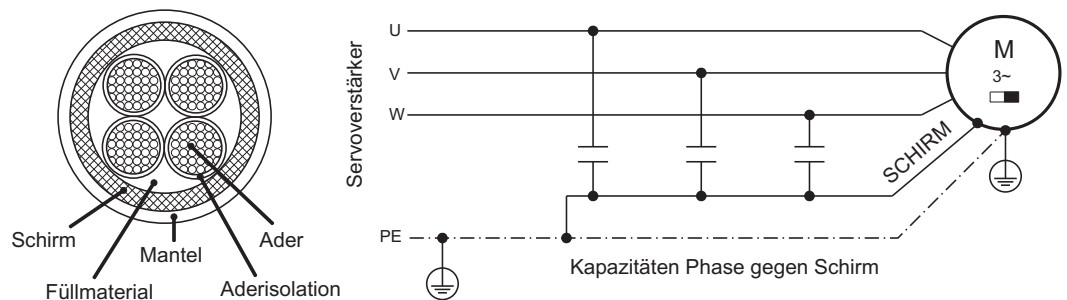 Schirm
Füllmaterial
Mantel
Aderisolation
Ader
Servoverstärker
U
V
W
PE
SCHIRM
M
3~
Kapazitäten Phase gegen Schirm